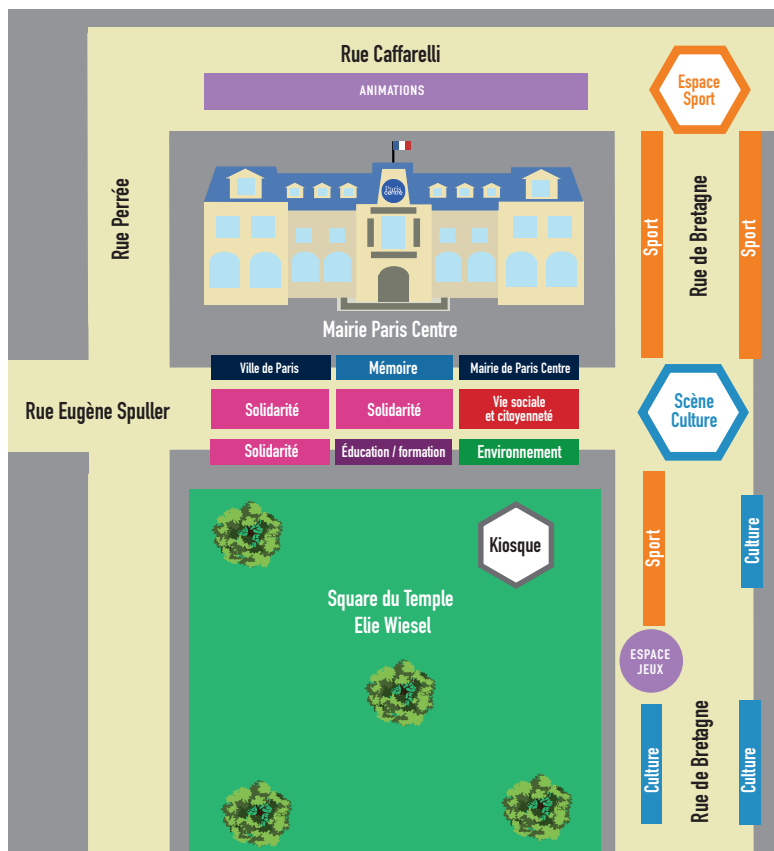 Rue Caffarelli
ANIMATIONS
Espace
Sport
Rue Perrée
Paris
centre
Sport
Rue de Bretagne
Sport
Mairie Paris Centre
Ville de Paris
Mémoire
Mairie de Paris Centre
Rue Eugène Spuller
Solidarité
Solidarité
Vie sociale
et citoyenneté
Scène
Culture
Solidarité
Éducation / formation
Environnement
Kiosque
Sport
Culture
Square du Temple
Elie Wiesel
ESPACE
JEUX
Culture
Rue de Bretagne
Culture